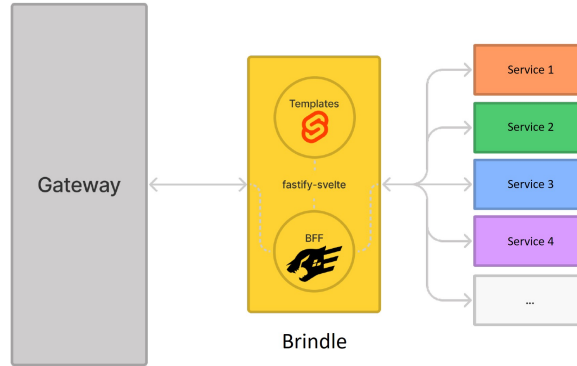 Gateway
Templates
fastify-svelte
BFF
Brindle
Service 1
Service 2
Service 3
Service 4
...